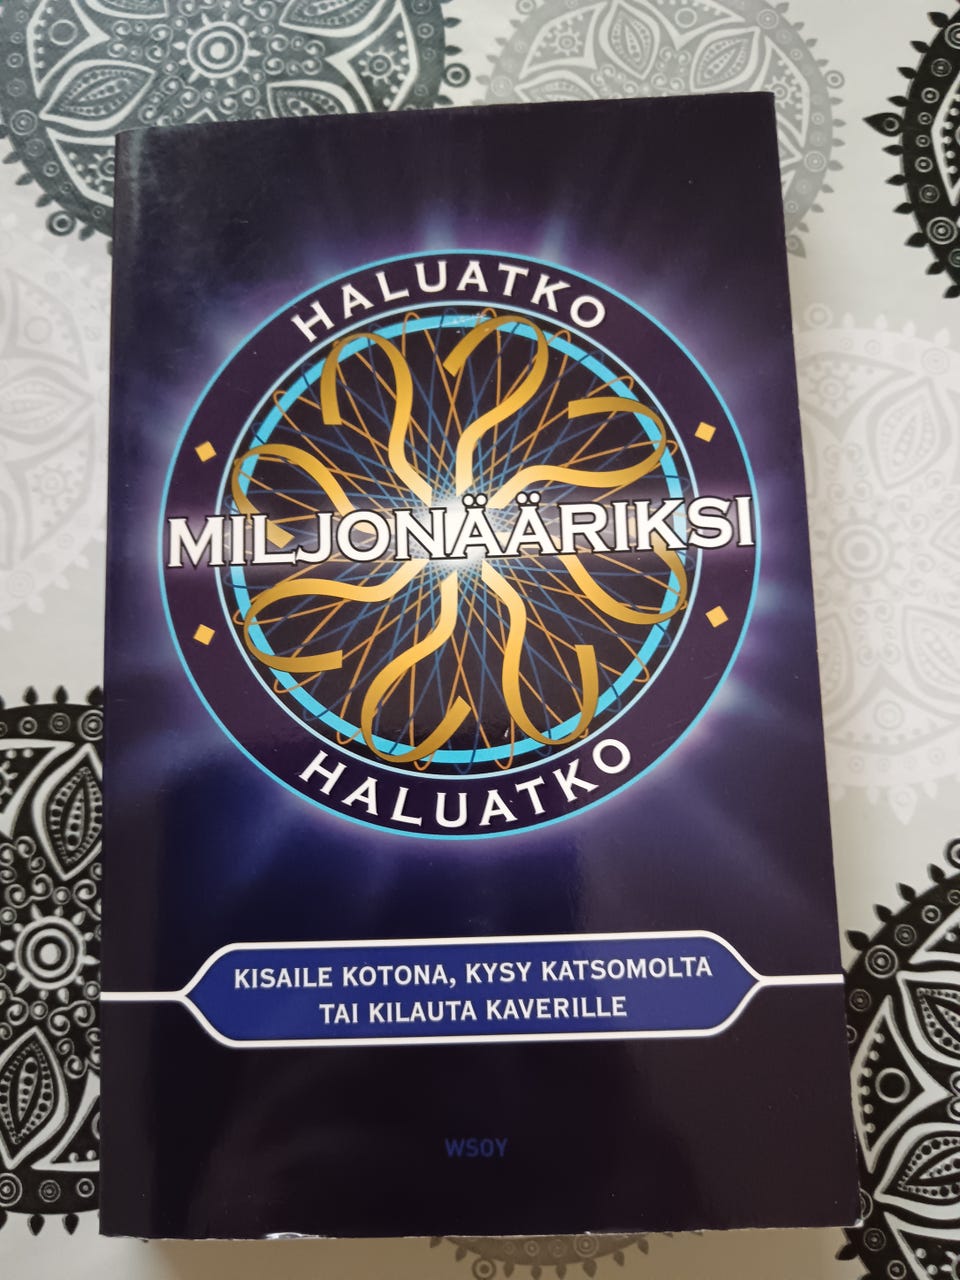 HALUATKO
MILJONÄÄRIKSI
HALUATKO
KISAILE KOTONA, KYSY KATSOMOLTA
TAI KILAUTA KAVERILLE
WSOY